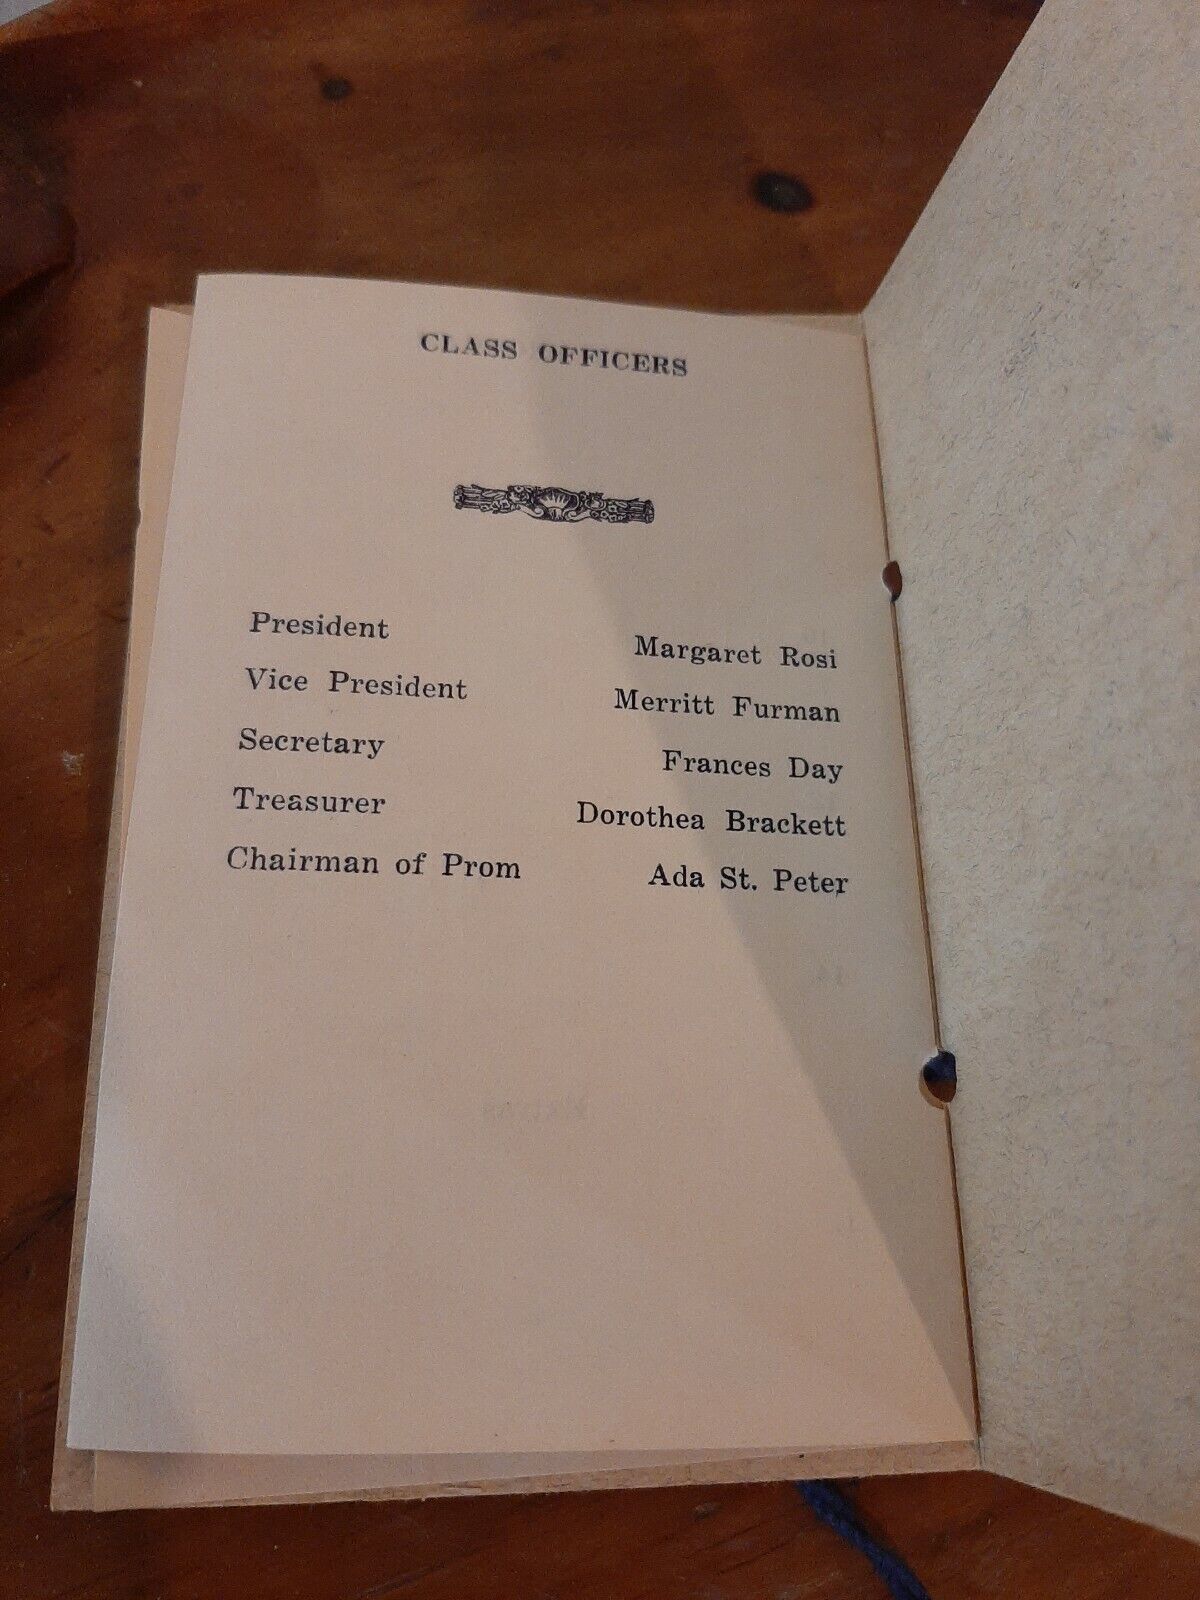 CLASS OFFICERS
President Margaret Rosi
Vice President Merritt Furman
Secretary Frances Day
Treasurer Dorothea Brackett
Chairman of Prom Ada St. Peter